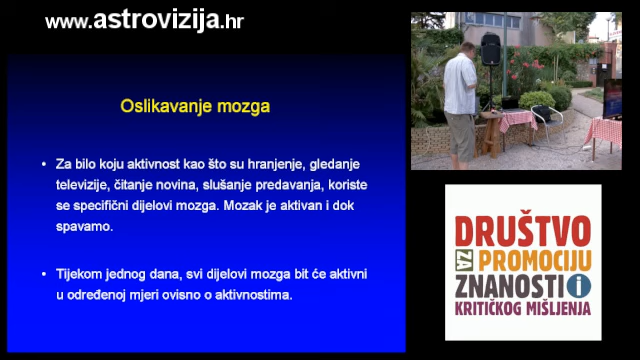 www.astrovizija.hr
Oslikavanje mozga
• Za bilo koju aktivnost kao što su hranjenje, gledanje
televizije, čitanje novina, slušanje predavanja, koriste
se specifični dijelovi mozga. Mozak je aktivan i dok
spavamo.
• Tijekom jednog dana, svi dijelovi mozga bit će aktivni
u određenoj mjeri ovisno o aktivnostima.
DRUŠTVO
ZA PROMOCIJU
ZNANOSTI i
KRITIČKOG MIŠLJENJA